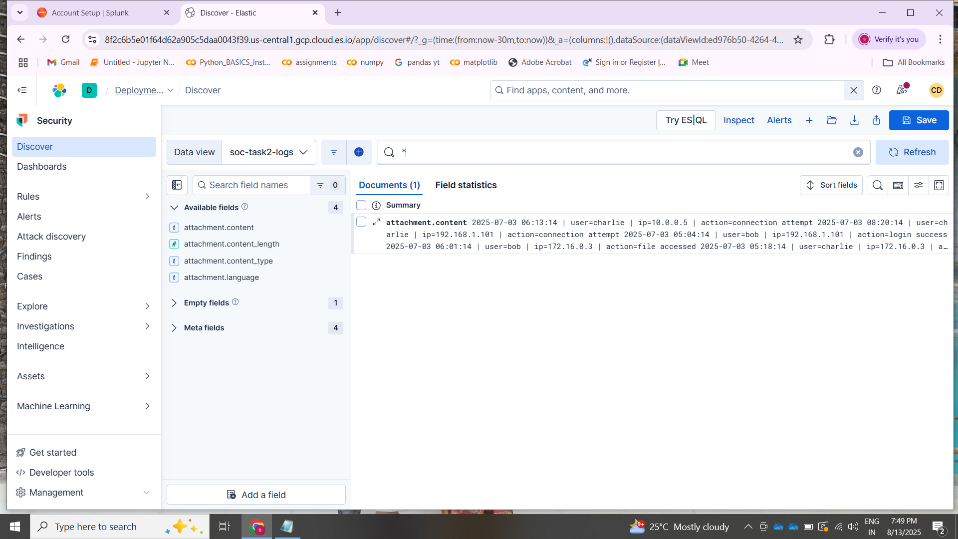 Account Setup | Splunk
Discover - Elastic
8f2c6b5e01f64d62a905c5daa0043f39.us-central1.gcp.cloud.es.io/app/discover#/?_g=(time:(from:now-30m,to:now))&_a=(columns:!(),dataSource:(dataViewId:ed976b50-4264-4...
Verify it's you
Gmail
Untitled - Jupyter N...
Python_BASICS_Inst...
assignments
numpy
pandas yt
matplotlib
Adobe Acrobat
Sign in or Register |...
Meet
All Bookmarks
D
Deployme...
/
Discover
Find apps, content, and more.
CD
Security
Try ES|QL
Inspect
Alerts
Save
Discover
Dashboards
Rules
Alerts
Attack discovery
Findings
Cases
Explore
Investigations
Intelligence
Assets
Machine Learning
Get started
Developer tools
Management
Data view
soc-task2-logs
*
Refresh
Search field names
0
Available fields
4
attachment.content
attachment.content_length
attachment.content_type
attachment.language
Empty fields
1
Meta fields
4
Add a field
Documents (1)
Field statistics
Sort fields
Summary
attachment.content 2025-07-03 06:13:14 | user=charlie | ip=10.0.0.5 | action=connection attempt 2025-07-03 08:20:14 | user=ch
arlie | ip=192.168.1.101 | action=connection attempt 2025-07-03 05:04:14 | user=bob | ip=192.168.1.101 | action=login success
2025-07-03 06:01:14 | user=bob | ip=172.16.0.3 | action=file accessed 2025-07-03 05:18:14 | user=charlie | ip=172.16.0.3 | a...
Type here to search
25°C Mostly cloudy
ENG
IN
7:49 PM
8/13/2025
2